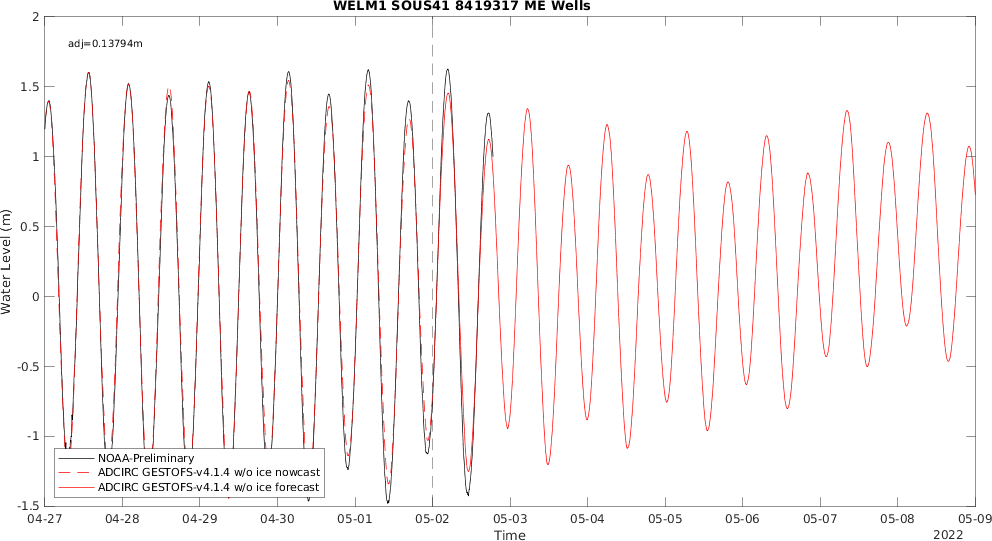 WELM1 SOUS41 8419317 ME Wells
adj=0.13794m
Water Level (m)
2
1.5
1
0.5
0
-0.5
-1
-1.5
NOAA-Preliminary
ADCIRC GESTOFS-v4.1.4 w/o ice nowcast
ADCIRC GESTOFS-v4.1.4 w/o ice forecast
04-27 04-28 04-29 04-30 05-01 05-02 05-03 05-04 05-05 05-06 05-07 05-08 05-09
Time
2022